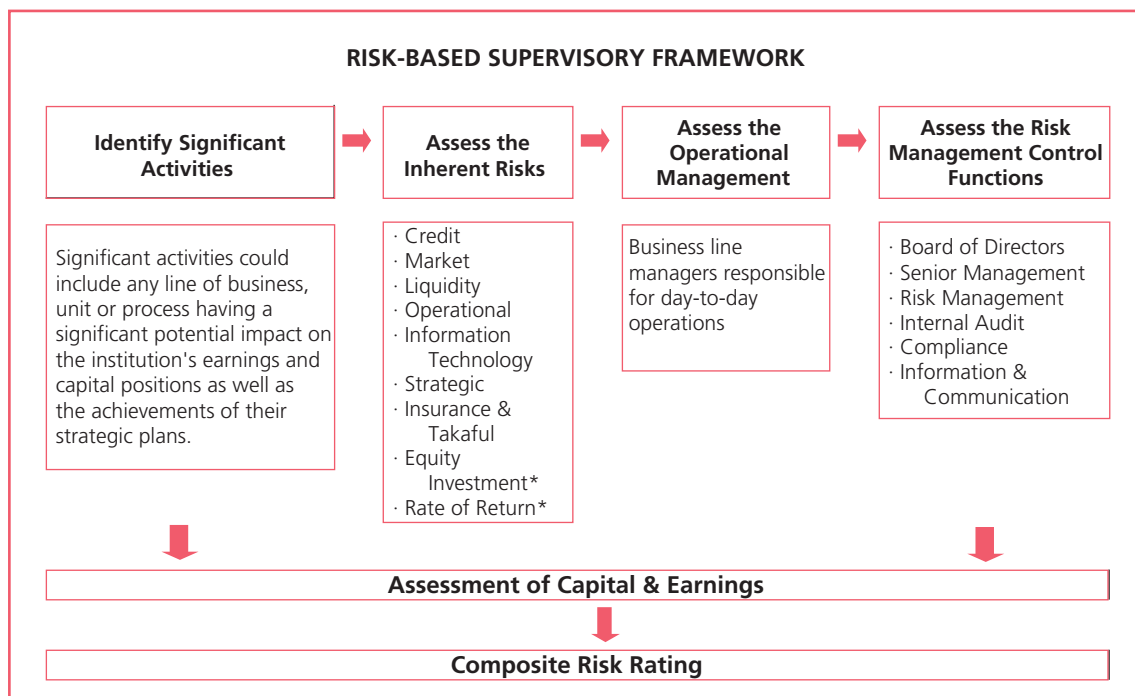 RISK-BASED SUPERVISORY FRAMEWORK
Identify Significant
Activities
Assess the
Inherent Risks
Assess the
Operational
Management
Assess the Risk
Management Control
Functions
Significant activities could
include any line of business,
unit or process having a
significant potential impact on
the institution's earnings and
capital positions as well as
the achievements of their
strategic plans.
· Credit
· Market
· Liquidity
· Operational
· Information
Technology
· Strategic
· Insurance &
Takaful
· Equity
Investment*
· Rate of Return*
Business line
managers responsible
for day-to-day
operations
· Board of Directors
· Senior Management
· Risk Management
· Internal Audit
· Compliance
· Information &
Communication
Assessment of Capital & Earnings
Composite Risk Rating